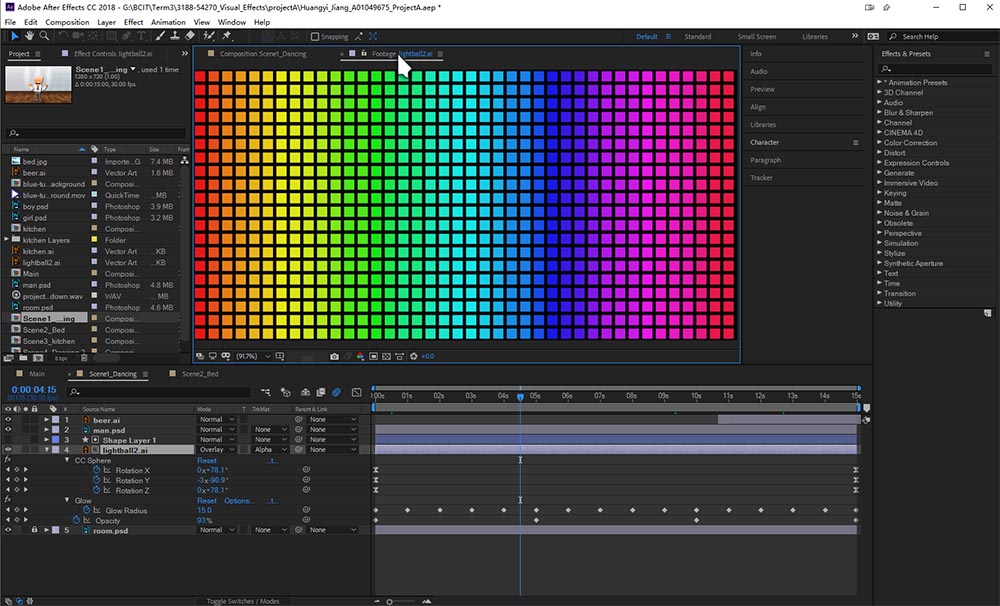 Adobe After Effects CC 2018 - G:\BCIT\Term3\3188-54270_Visual_Effects\projectA\Huangyi_Jiang_A01049675_ProjectA.aep *
File Edit Composition Layer Effect Animation View Window Help
Snapping Default Standard Small Screen Libraries Search Help
Project Effect Controls lightball2.ai
Composition Scene1_Dancing
Footage lightball2.ai
Scene1_...ing , used 1 time
1280 x 720 (1.00)
Δ 0:00:15:00, 30.00 fps
Name Type Size Fram
bed.jpg Importe...G 7.4 MB
beer.ai Vector Art 1.6 MB
blue-tu...ackground Composi...
blue-tu...round.mov QuickTime ...MB
boy.psd Photoshop 3.9 MB
girl.psd Photoshop 3.2 MB
kitchen Composi...
kitchen Layers Folder
kitchen.ai Vector Art ...KB
lightball2.ai Vector Art ...KB
Main Composi...
man.psd Photoshop 4.8 MB
project...down.wav WAV ...MB
room.psd Photoshop 4.6 MB
Scene1_...ing Composi...
Scene2_Bed Composi...
Scene3_kitchen Composi...
8 bpc
(91.7%)
+0.0
Info
Audio
Preview
Align
Libraries
Character
Paragraph
Tracker
Effects & Presets
* Animation Presets
3D Channel
Audio
Blur & Sharpen
Channel
CINEMA 4D
Color Correction
Distort
Expression Controls
Generate
Immersive Video
Keying
Matte
Noise & Grain
Obsolete
Perspective
Simulation
Stylize
Synthetic Aperture
Text
Time
Transition
Utility
Main Scene1_Dancing Scene2_Bed
0:00:04:15
00135 (30.00 fps)
:00s 01s 02s 03s 04s 05s 06s 07s 08s 09s 10s 11s 12s 13s 14s 15s
# Source Name Mode T TrkMat Parent & Link
1 beer.ai Normal None
2 man.psd Normal None None
3 Shape Layer 1 Normal None None
4 lightball2.ai Overlay Alpha None
CC Sphere Reset ...t...
Rotation X 0x+78.1°
Rotation Y -3x-90.9°
Rotation Z 0x+78.1°
Glow Reset Options... ...t...
Glow Radius 15.0
Opacity 93%
5 room.psd Normal None None
Toggle Switches / Modes